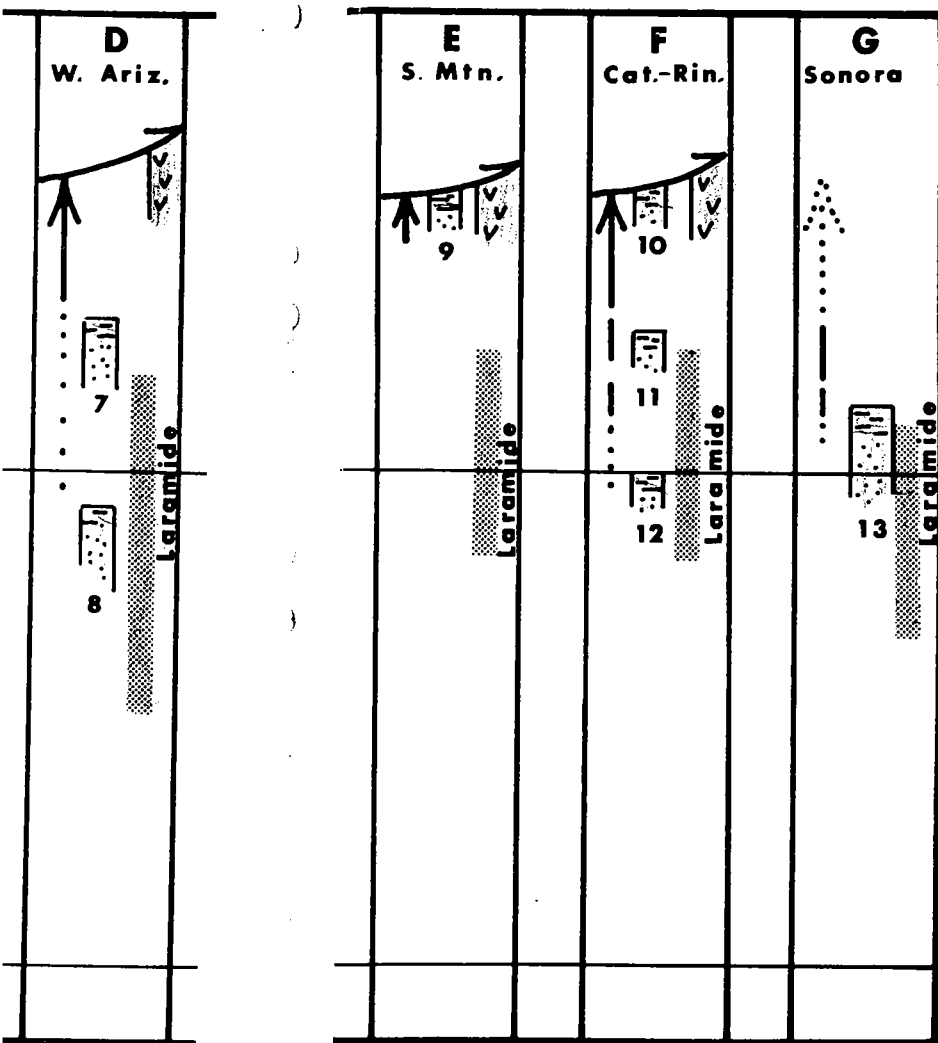 D
W. Ariz.
7
8
Laramide
E
S. Mtn.
9
Laramide
F
Cat.-Rin.
10
11
12
Laramide
G
Sonora
13
Laramide